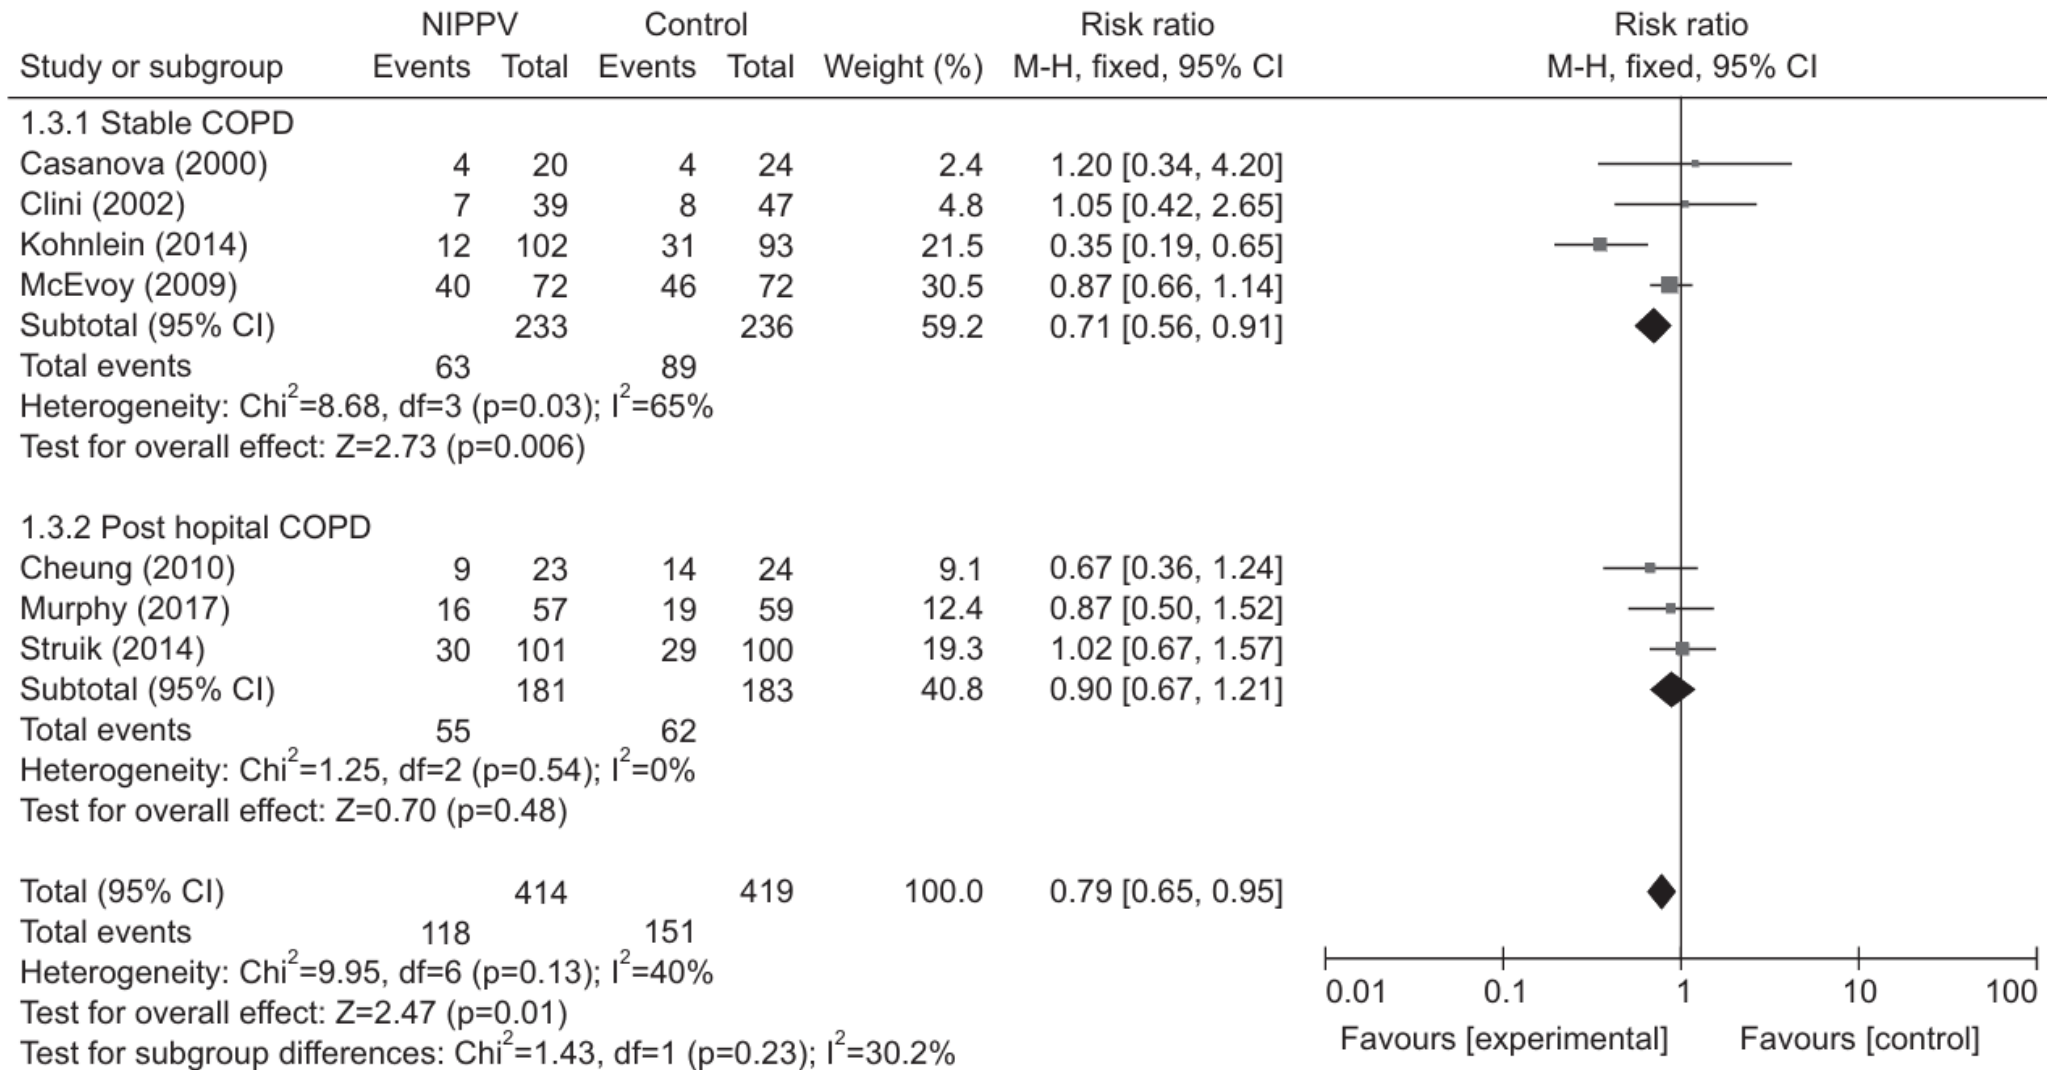 NIPPV Control Risk ratio Risk ratio
Study or subgroup Events Total Events Total Weight (%) M-H, fixed, 95% CI M-H, fixed, 95% CI
1.3.1 Stable COPD
Casanova (2000) 4 20 4 24 2.4 1.20 [0.34, 4.20]
Clini (2002) 7 39 8 47 4.8 1.05 [0.42, 2.65]
Kohnlein (2014) 12 102 31 93 21.5 0.35 [0.19, 0.65]
McEvoy (2009) 40 72 46 72 30.5 0.87 [0.66, 1.14]
Subtotal (95% CI) 233 236 59.2 0.71 [0.56, 0.91]
Total events 63 89
Heterogeneity: Chi²=8.68, df=3 (p=0.03); I²=65%
Test for overall effect: Z=2.73 (p=0.006)
1.3.2 Post hopital COPD
Cheung (2010) 9 23 14 24 9.1 0.67 [0.36, 1.24]
Murphy (2017) 16 57 19 59 12.4 0.87 [0.50, 1.52]
Struik (2014) 30 101 29 100 19.3 1.02 [0.67, 1.57]
Subtotal (95% CI) 181 183 40.8 0.90 [0.67, 1.21]
Total events 55 62
Heterogeneity: Chi²=1.25, df=2 (p=0.54); I²=0%
Test for overall effect: Z=0.70 (p=0.48)
Total (95% CI) 414 419 100.0 0.79 [0.65, 0.95]
Total events 118 151
Heterogeneity: Chi²=9.95, df=6 (p=0.13); I²=40%
Test for overall effect: Z=2.47 (p=0.01)
Test for subgroup differences: Chi²=1.43, df=1 (p=0.23); I²=30.2%
0.01 0.1 1 10 100
Favours [experimental] Favours [control]